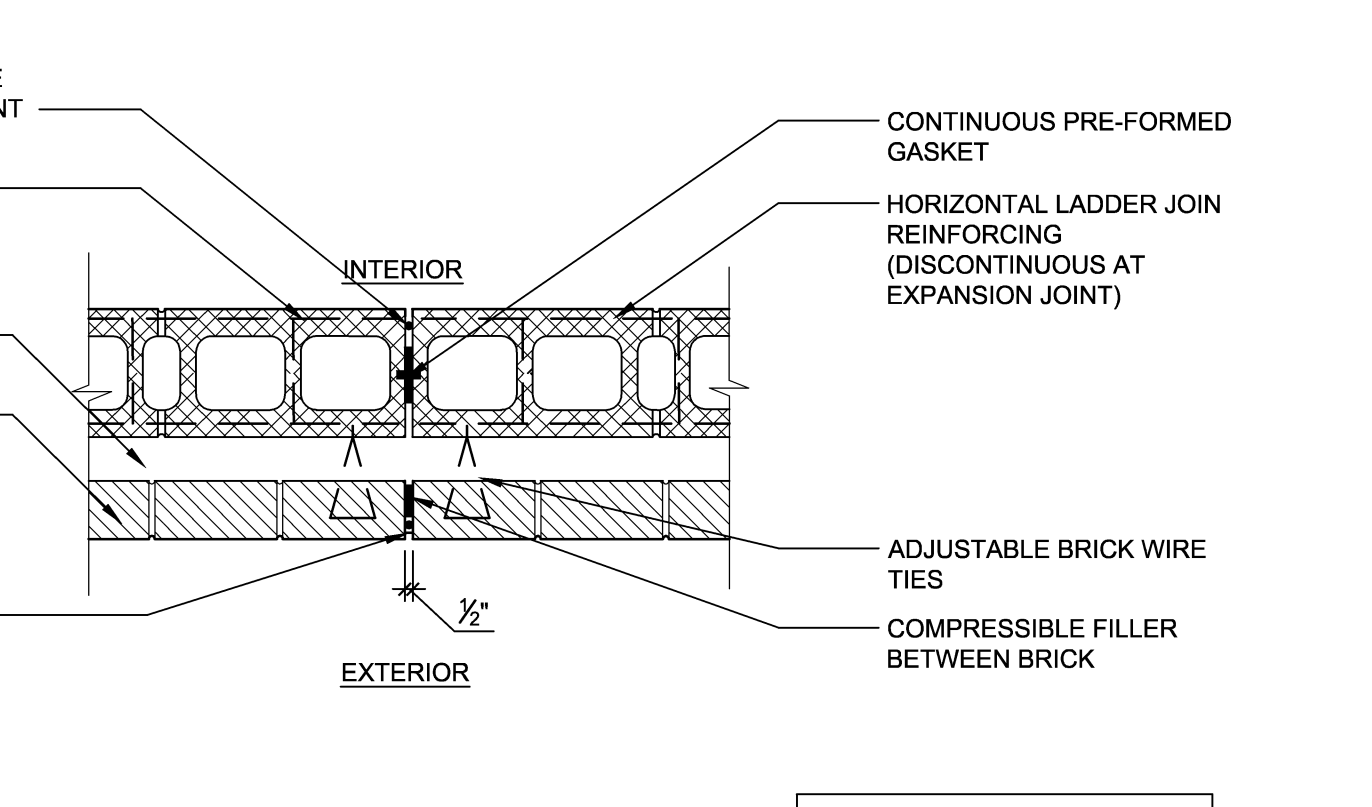 E
NT
CONTINUOUS PRE-FORMED
GASKET
HORIZONTAL LADDER JOIN
REINFORCING
(DISCONTINUOUS AT
EXPANSION JOINT)
INTERIOR
ADJUSTABLE BRICK WIRE
TIES
½"
COMPRESSIBLE FILLER
BETWEEN BRICK
EXTERIOR